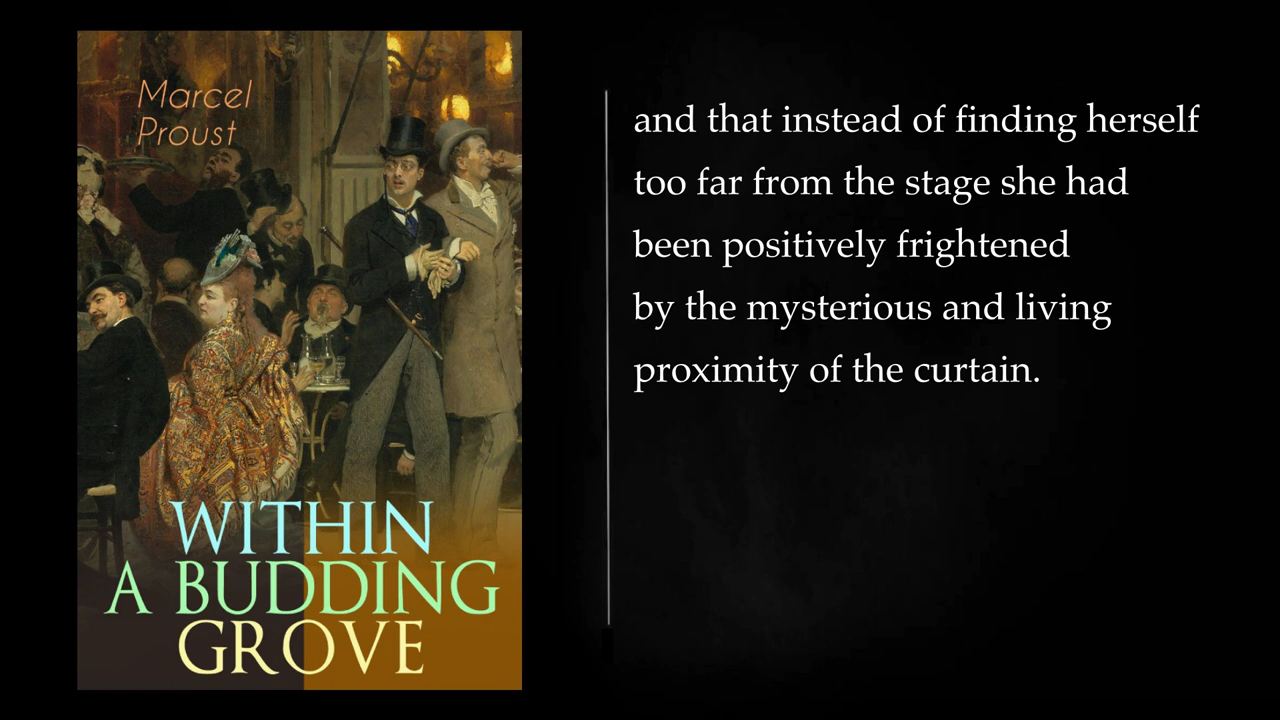 Marcel
Proust
WITHIN
A BUDDING
GROVE
and that instead of finding herself
too far from the stage she had
been positively frightened
by the mysterious and living
proximity of the curtain.